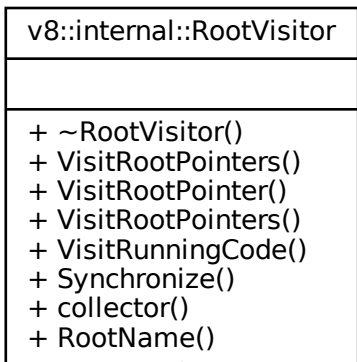 v8::internal::RootVisitor
+ ~RootVisitor()
+ VisitRootPointers()
+ VisitRootPointer()
+ VisitRootPointers()
+ VisitRunningCode()
+ Synchronize()
+ collector()
+ RootName()